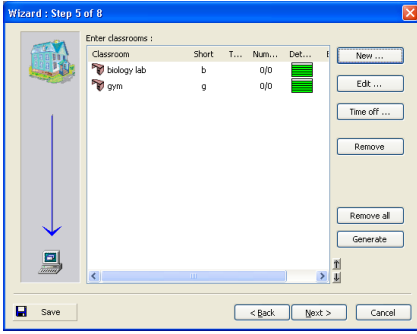 Wizard : Step 5 of 8
Enter classrooms :
Classroom Short T... Num... Det... E
biology lab b 0/0
gym g 0/0
New ...
Edit ...
Time off ...
Remove
Remove all
Generate
Save
< Back
Next >
Cancel